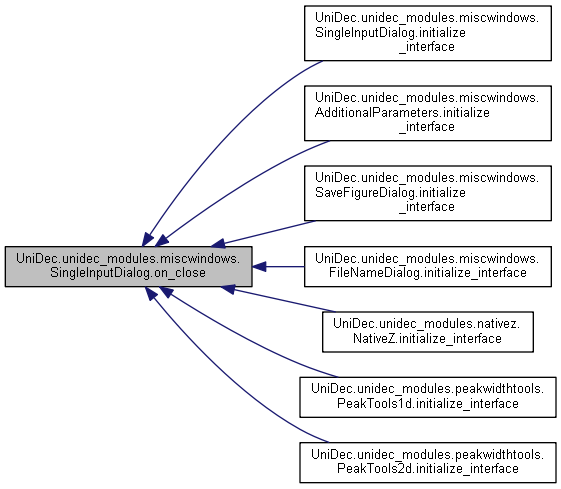 UniDec.unidec_modules.miscwindows.
SingleInputDialog.initialize
_interface
UniDec.unidec_modules.miscwindows.
AdditionalParameters.initialize
_interface
UniDec.unidec_modules.miscwindows.
SaveFigureDialog.initialize
_interface
UniDec.unidec_modules.miscwindows.
SingleInputDialog.on_close
UniDec.unidec_modules.miscwindows.
FileNameDialog.initialize_interface
UniDec.unidec_modules.nativez.
NativeZ.initialize_interface
UniDec.unidec_modules.peakwidthtools.
PeakTools1d.initialize_interface
UniDec.unidec_modules.peakwidthtools.
PeakTools2d.initialize_interface